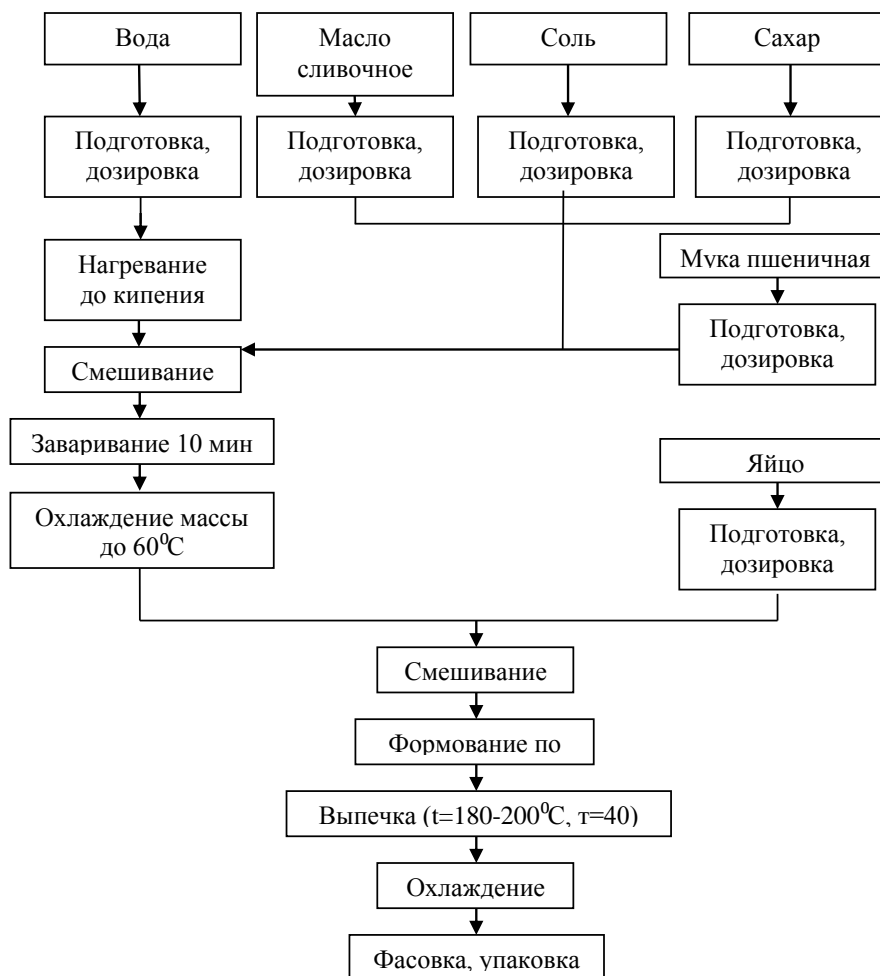 Вода
Масло
сливочное
Соль
Сахар
Подготовка,
дозировка
Подготовка,
дозировка
Подготовка,
дозировка
Подготовка,
дозировка
Нагревание
до кипения
Мука пшеничная
Подготовка,
дозировка
Смешивание
Заваривание 10 мин
Яйцо
Охлаждение массы
до 60⁰С
Подготовка,
дозировка
Смешивание
Формование по
Выпечка (t=180-200⁰С, т=40)
Охлаждение
Фасовка, упаковка